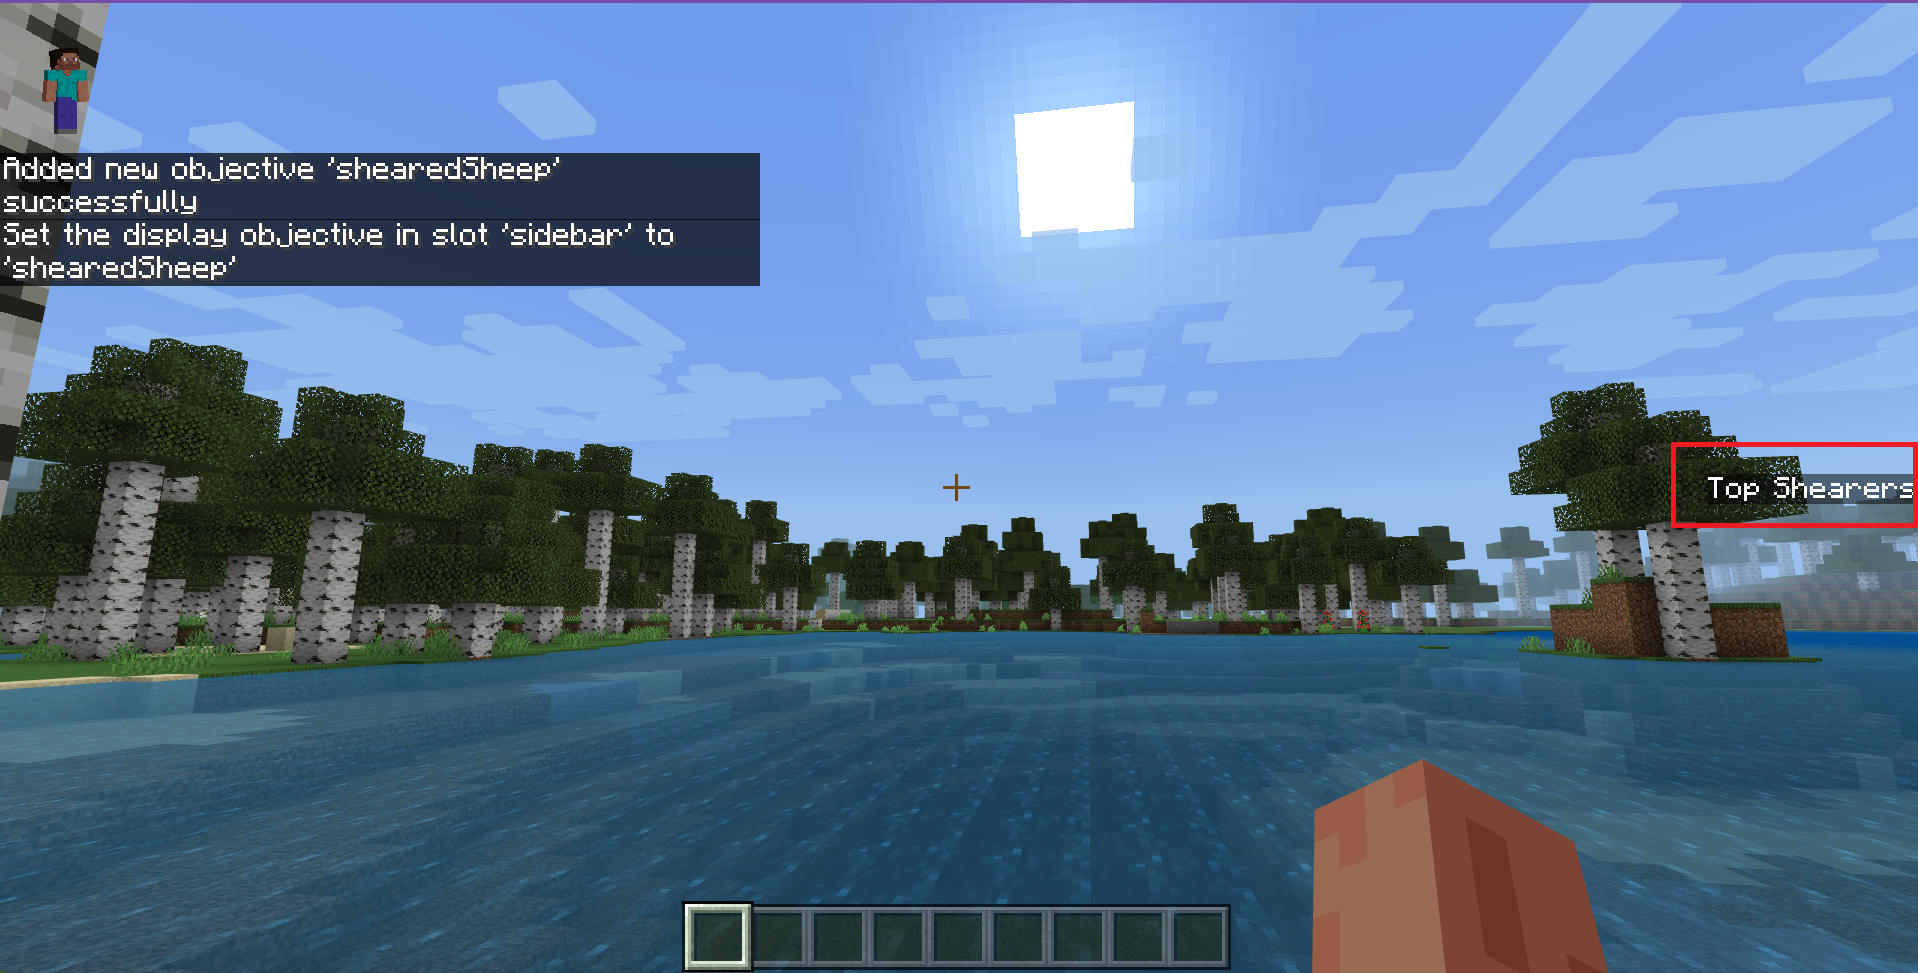 Added new objective 'shearedSheep'
successfully
Set the display objective in slot 'sidebar' to
'shearedSheep'
Top Shearers